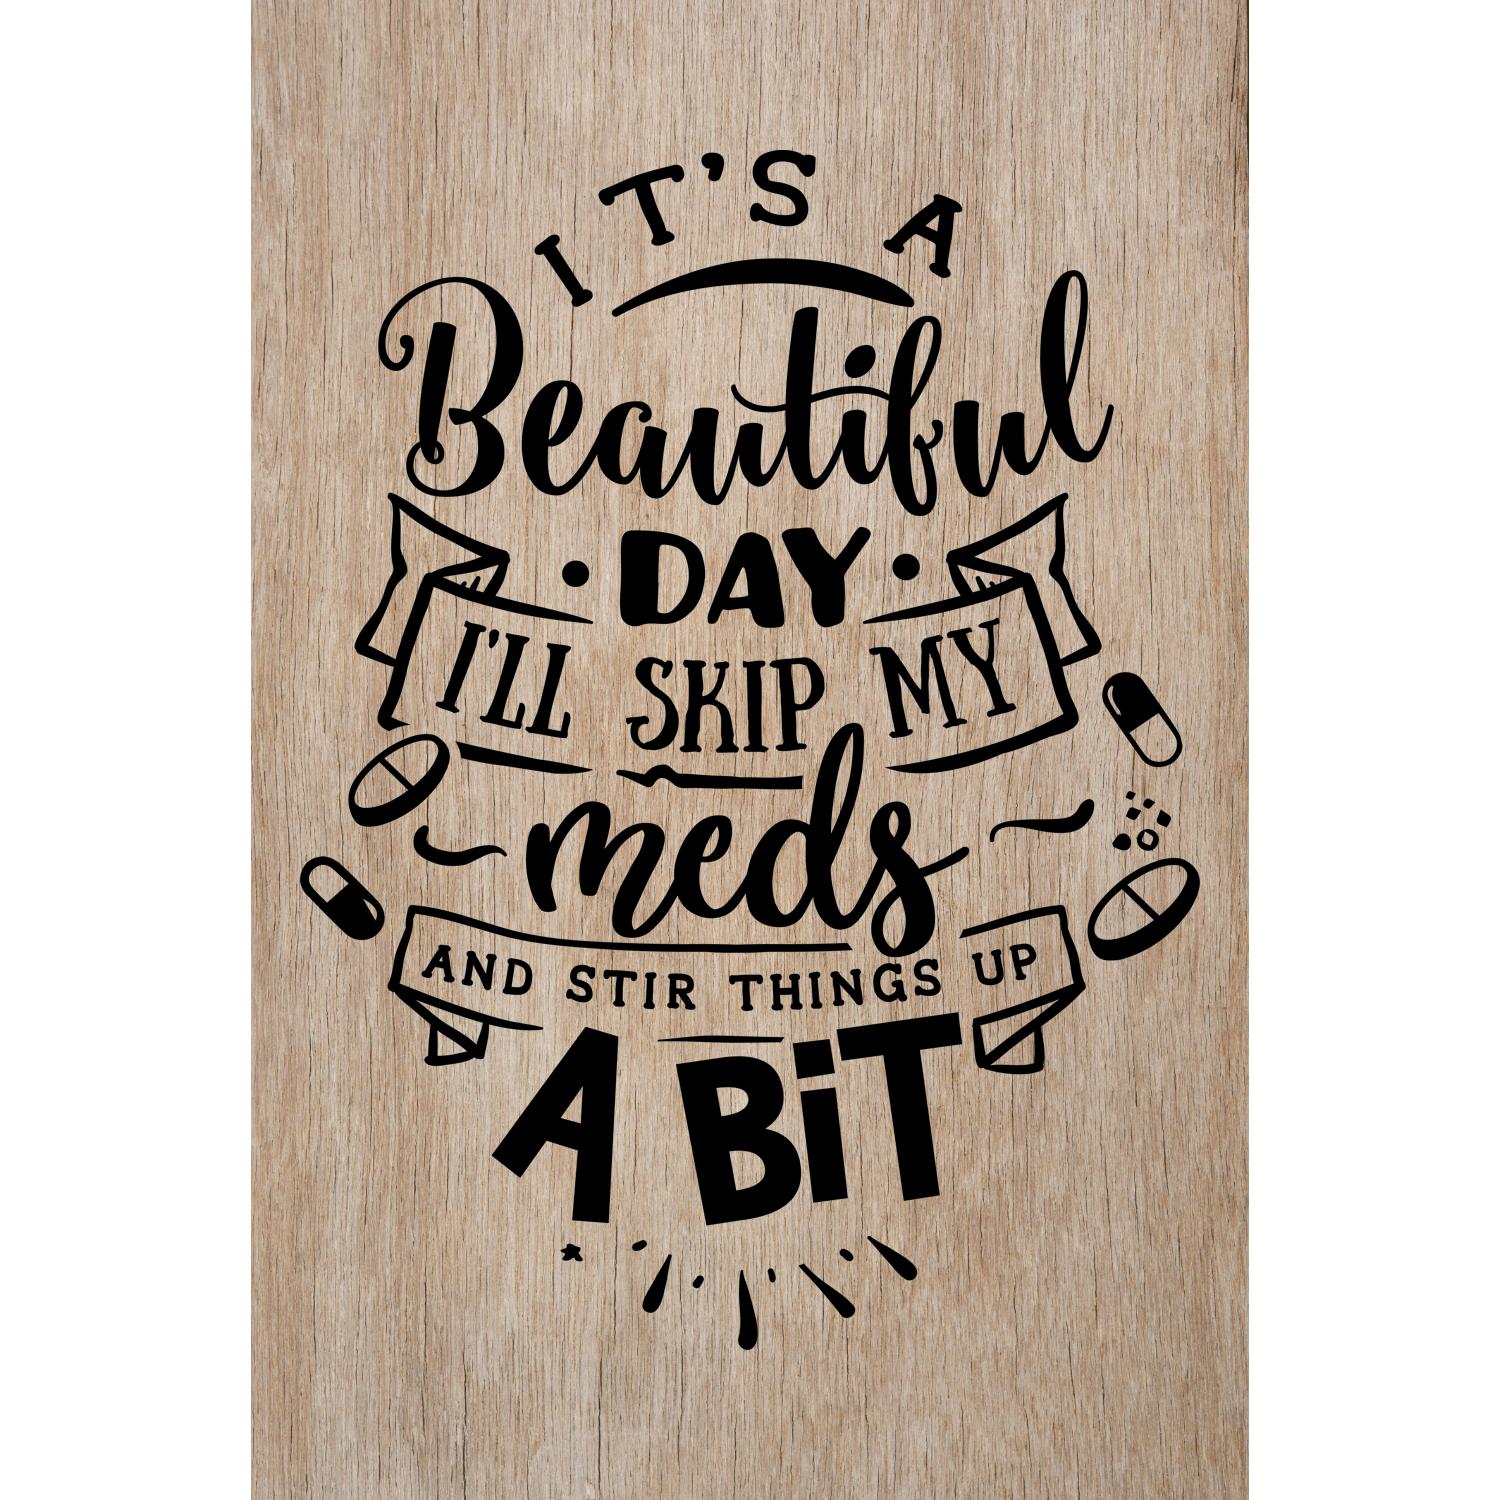 IT'S A
Beautiful
DAY
I'LL SKIP MY
meds
AND STIR THINGS UP
A BiT